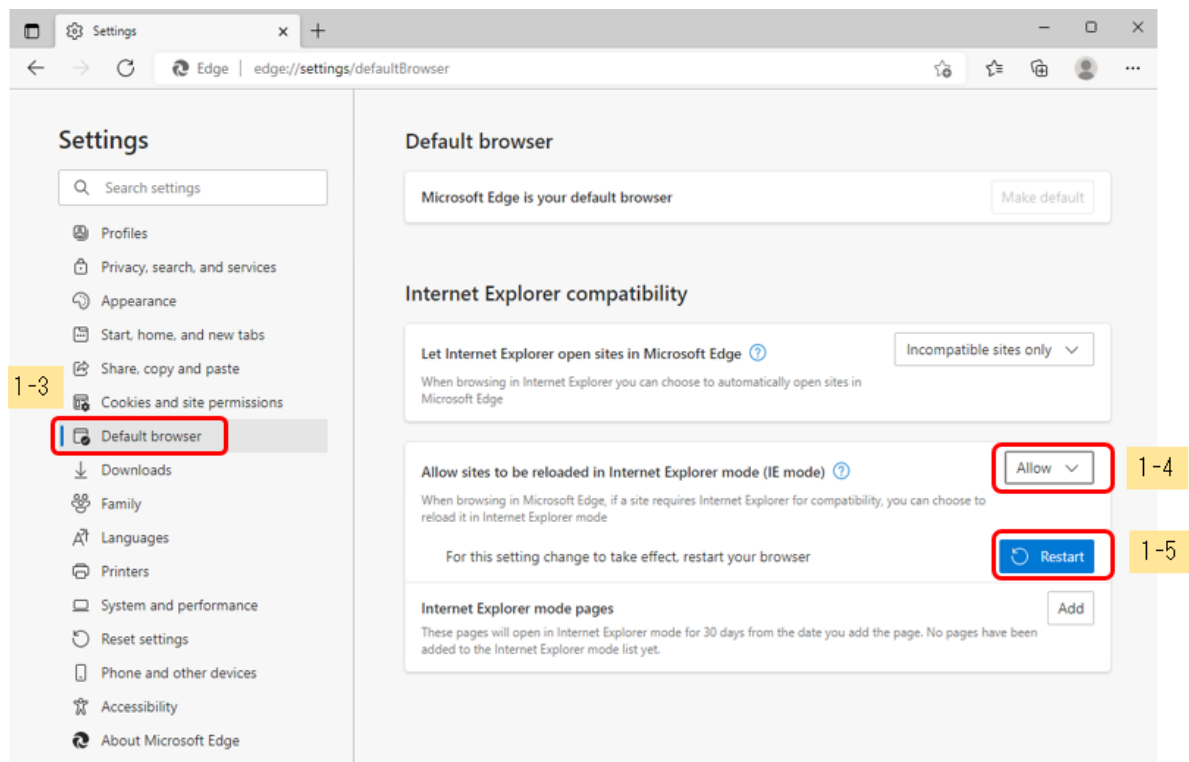 Settings
Edge | edge://settings/defaultBrowser
Settings
Search settings
Profiles
Privacy, search, and services
Appearance
Start, home, and new tabs
Share, copy and paste
1-3
Cookies and site permissions
Default browser
Downloads
Family
Languages
Printers
System and performance
Reset settings
Phone and other devices
Accessibility
About Microsoft Edge
Default browser
Microsoft Edge is your default browser
Make default
Internet Explorer compatibility
Let Internet Explorer open sites in Microsoft Edge ?
Incompatible sites only
When browsing in Internet Explorer you can choose to automatically open sites in
Microsoft Edge
Allow sites to be reloaded in Internet Explorer mode (IE mode) ?
Allow
1-4
When browsing in Microsoft Edge, if a site requires Internet Explorer for compatibility, you can choose to
reload it in Internet Explorer mode
For this setting change to take effect, restart your browser
Restart
1-5
Internet Explorer mode pages
Add
These pages will open in Internet Explorer mode for 30 days from the date you add the page. No pages have been
added to the Internet Explorer mode list yet.